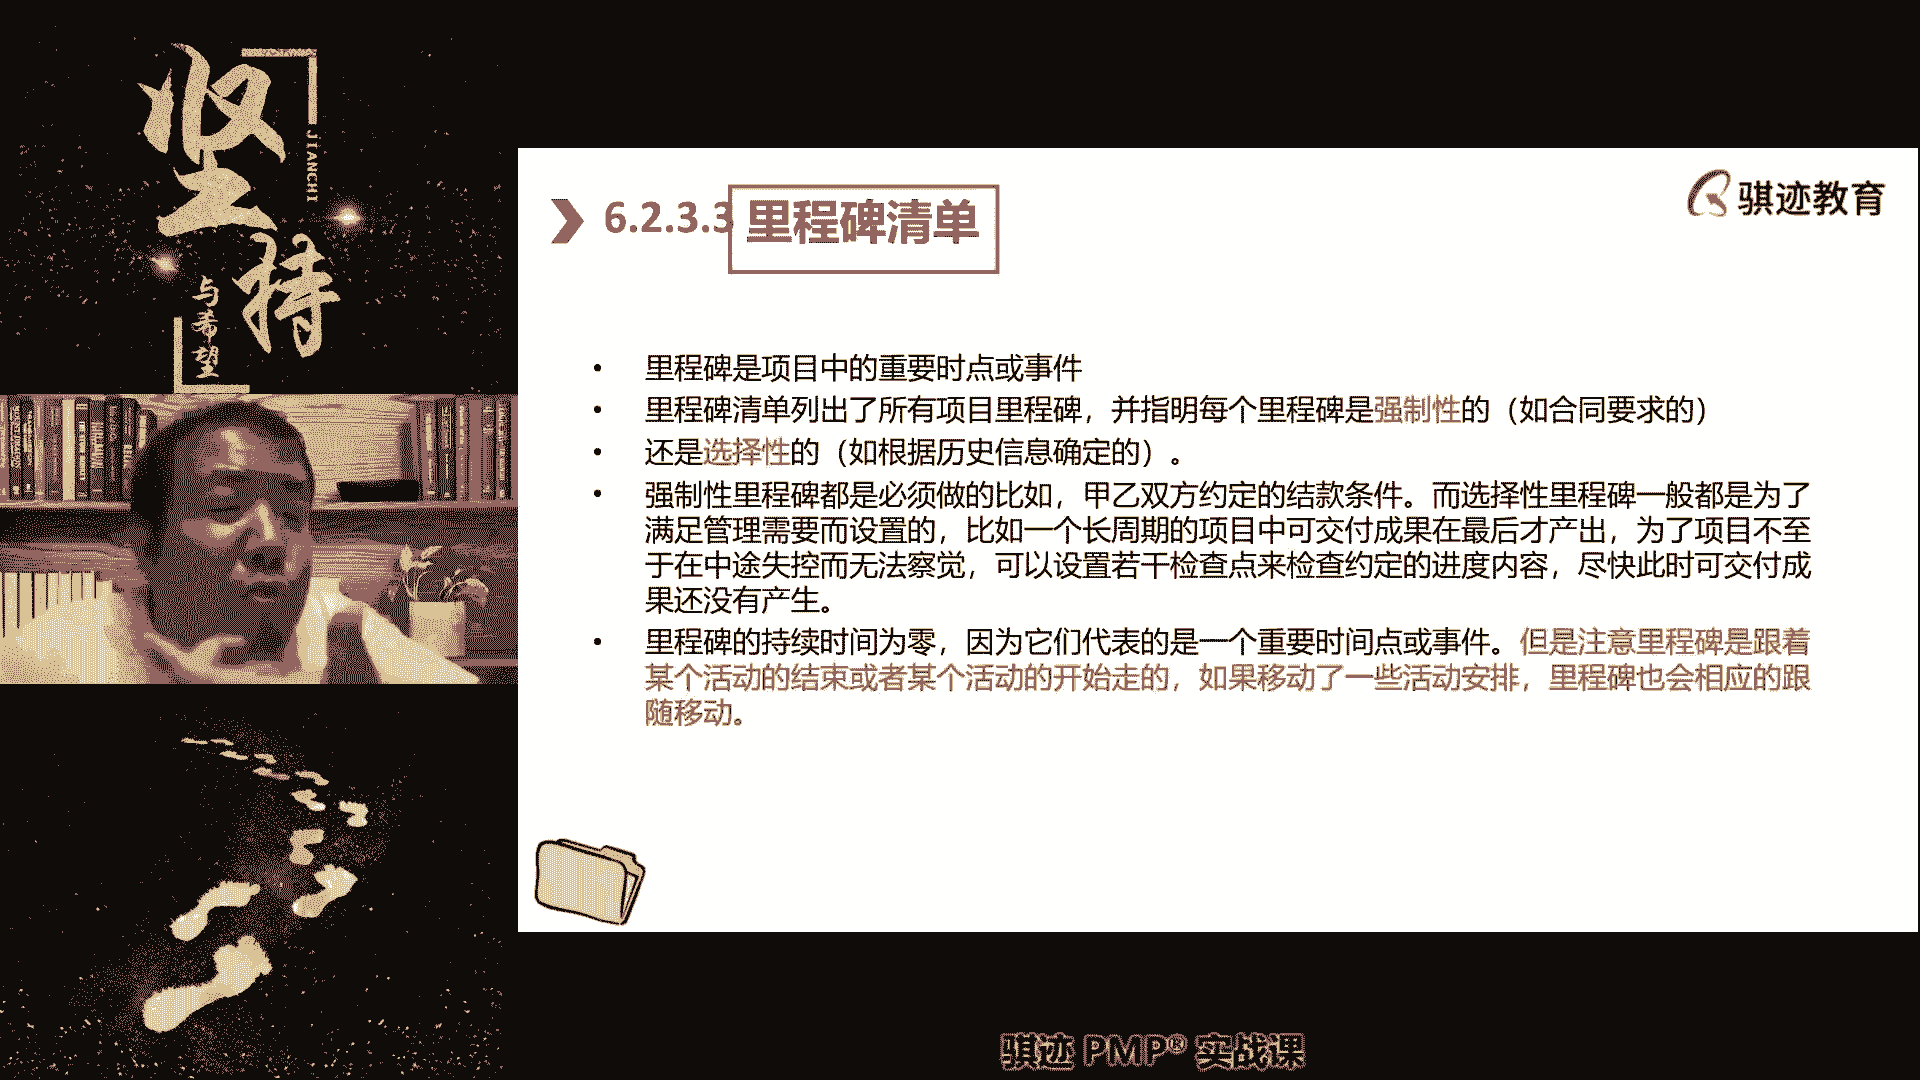 坚持
JIANCHI
与希望
骐迹教育
6.2.3.3 里程碑清单
• 里程碑是项目中的重要时点或事件
• 里程碑清单列出了所有项目里程碑，并指明每个里程碑是强制性的（如合同要求的）
• 还是选择性的（如根据历史信息确定的）。
• 强制性里程碑都是必须做的比如，甲乙双方约定的结款条件。而选择性里程碑一般都是为了
满足管理需要而设置的，比如一个长周期的项目中可交付成果在最后才产出，为了项目不至
于在中途失控而无法察觉，可以设置若干检查点来检查约定的进度内容，尽快此时可交付成
果还没有产生。
• 里程碑的持续时间为零，因为它们代表的是一个重要时间点或事件。但是注意里程碑是跟着
某个活动的结束或者某个活动的开始走的，如果移动了一些活动安排，里程碑也会相应的跟
随移动。
骐迹 PMP® 实战课